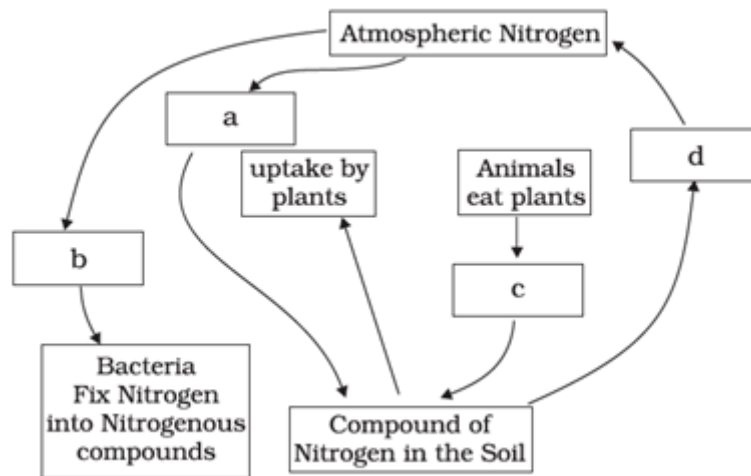 Atmospheric Nitrogen
a
uptake by
plants
Animals
eat plants
d
b
c
Bacteria
Fix Nitrogen
into Nitrogenous
compounds
Compound of
Nitrogen in the Soil